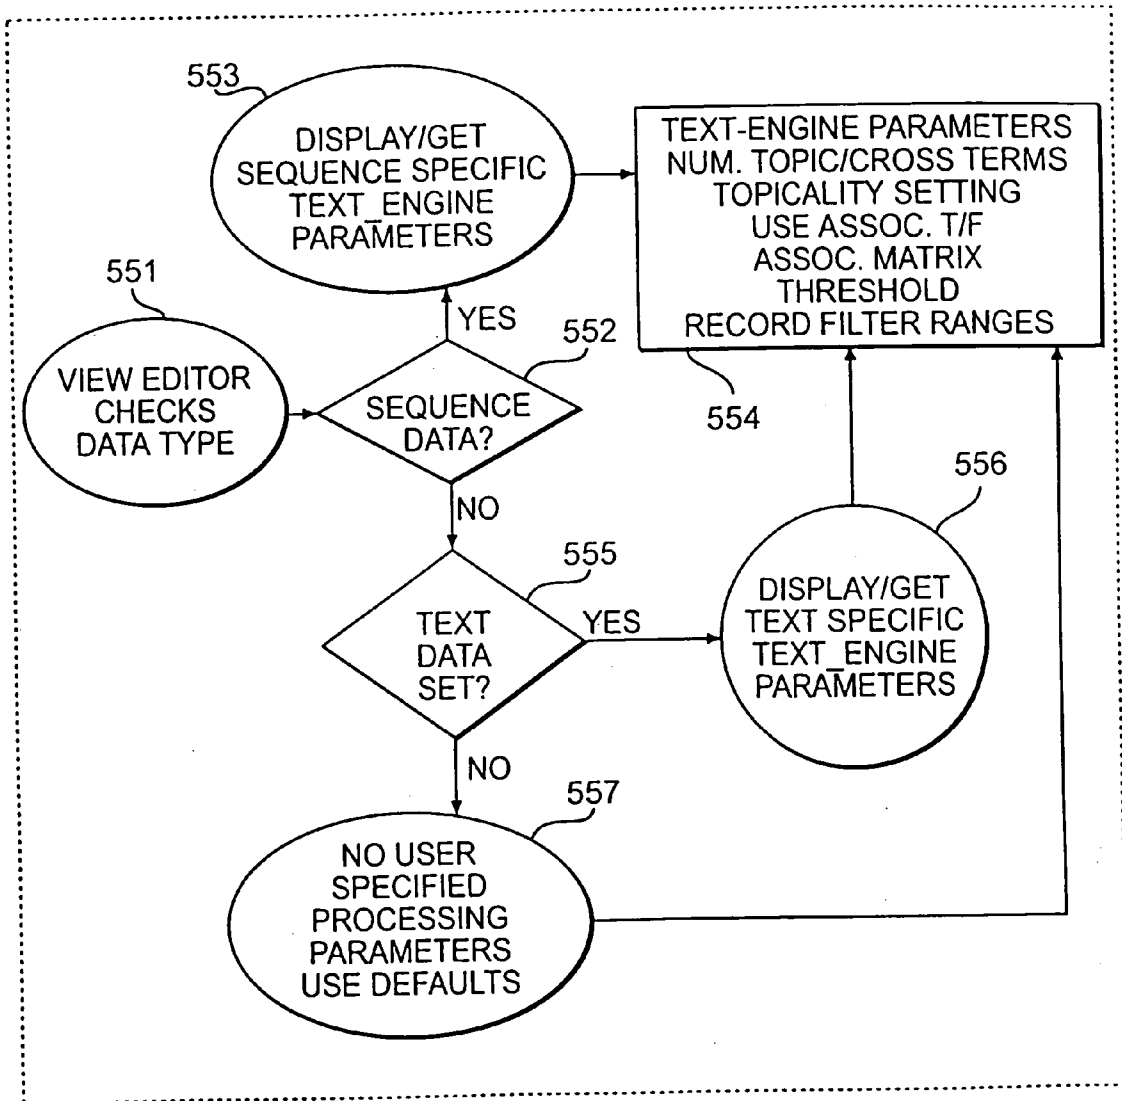 553
DISPLAY/GET
SEQUENCE SPECIFIC
TEXT_ENGINE
PARAMETERS
TEXT-ENGINE PARAMETERS
NUM. TOPIC/CROSS TERMS
TOPICALITY SETTING
USE ASSOC. T/F
ASSOC. MATRIX
THRESHOLD
RECORD FILTER RANGES
554
551
VIEW EDITOR
CHECKS
DATA TYPE
YES
552
SEQUENCE
DATA?
NO
555
TEXT
DATA
SET?
YES
556
DISPLAY/GET
TEXT SPECIFIC
TEXT_ENGINE
PARAMETERS
NO
557
NO USER
SPECIFIED
PROCESSING
PARAMETERS
USE DEFAULTS